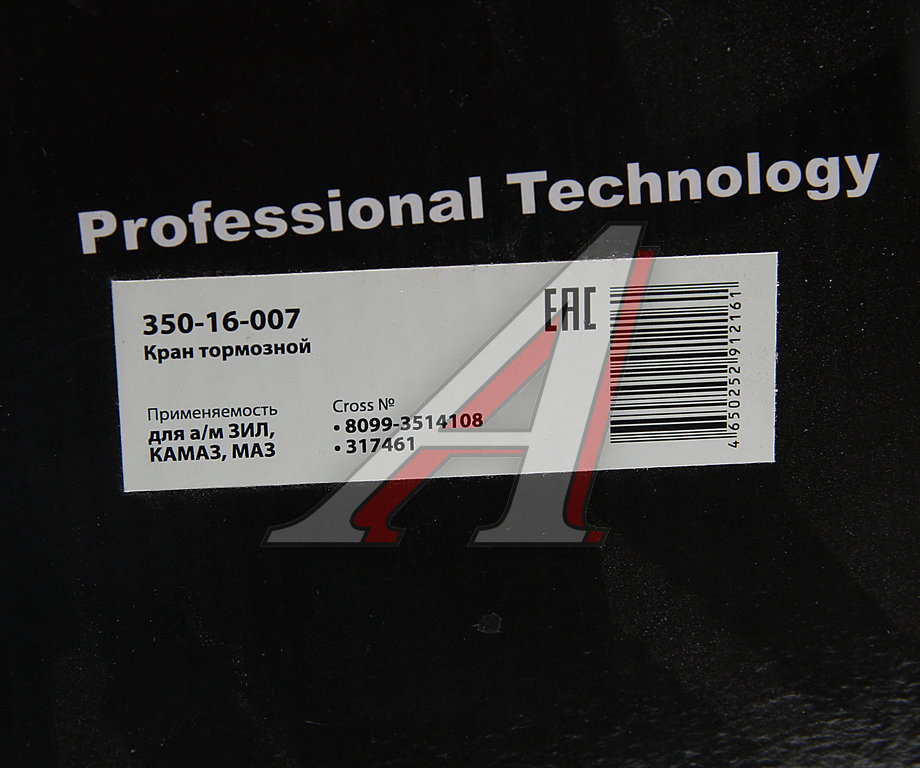 Professional Technology
350-16-007
Кран тормозной
EAC
Применяемость
для а/м ЗИЛ,
КАМАЗ, МАЗ
Cross №
• 8099-3514108
• 317461
4650252912161